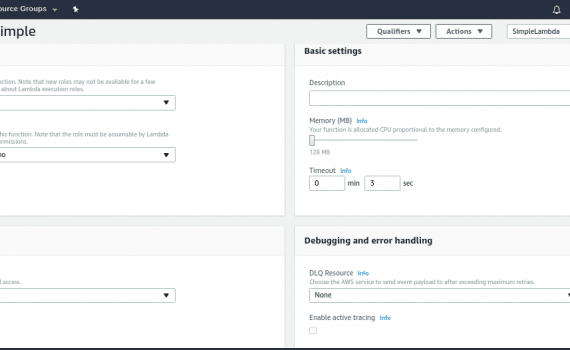 ource Groups
imple
Qualifiers
Actions
SimpleLambda
Basic settings
nction. Note that new roles may not be available for a few
about Lambda execution roles.
Description
Memory (MB) Info
Your function is allocated CPU proportional to the memory configured.
128 MB
his function. Note that the role must be assumable by Lambda
rmissions.
Timeout Info
0 min 3 sec
Debugging and error handling
DLQ Resource Info
access.
Choose the AWS service to send event payload to after exceeding maximum retries.
None
Enable active tracing Info